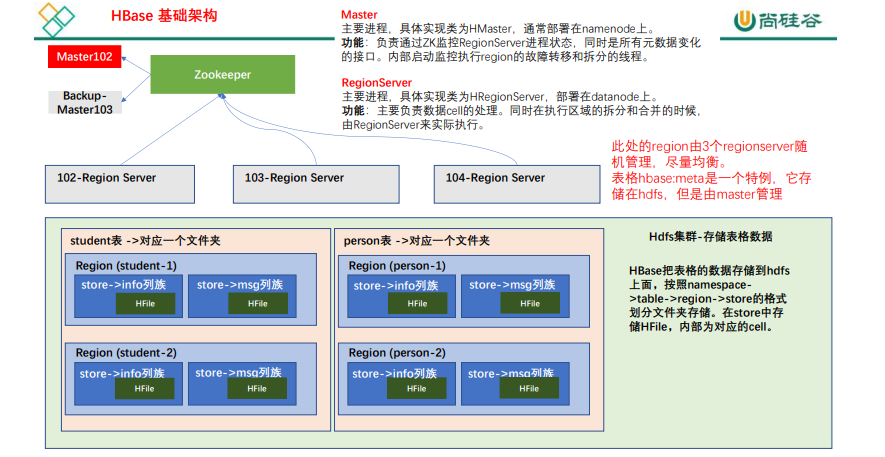 HBase 基础架构
尚硅谷
Master
主要进程，具体实现类为HMaster，通常部署在namenode上。
功能：负责通过ZK监控RegionServer进程状态，同时是所有元数据变化
的接口。内部启动监控执行region的故障转移和拆分的线程。
RegionServer
主要进程，具体实现类为HRegionServer，部署在datanode上。
功能：主要负责数据cell的处理。同时在执行区域的拆分和合并的时候，
由RegionServer来实际执行。
Master102
Zookeeper
Backup-
Master103
此处的region由3个regionserver随
机管理，尽量均衡。
表格hbase:meta是一个特例，它存
储在hdfs，但是由master管理
102-Region Server
103-Region Server
104-Region Server
student表 ->对应一个文件夹
Region (student-1)
store->info列族
HFile
store->msg列族
HFile
Region (student-2)
store->info列族
HFile
store->msg列族
HFile
person表 ->对应一个文件夹
Region (person-1)
store->info列族
HFile
store->msg列族
HFile
Region (person-2)
store->info列族
HFile
store->msg列族
HFile
Hdfs集群-存储表格数据
HBase把表格的数据存储到hdfs
上面，按照namespace-
>table->region->store的格式
划分文件夹存储。在store中存
储HFile，内部为对应的cell。